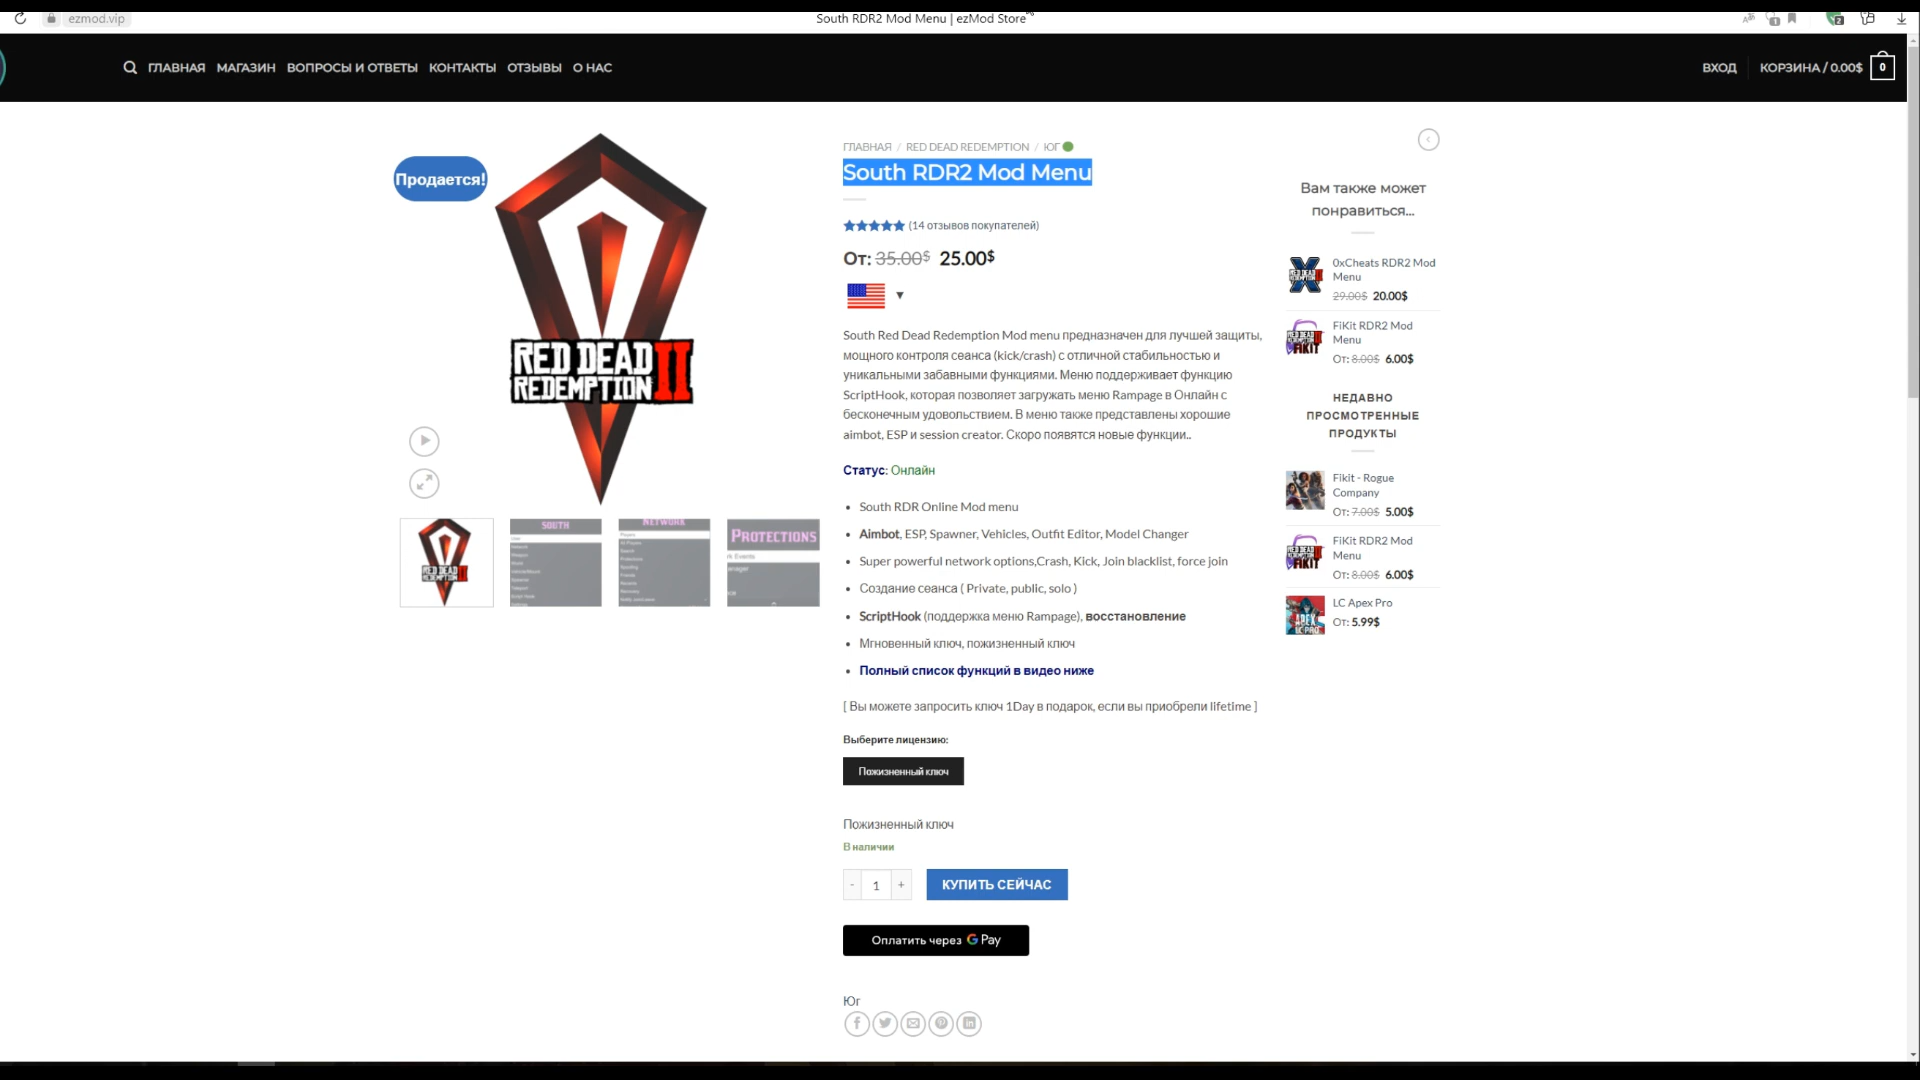 ezmod.vip
South RDR2 Mod Menu | ezMod Store
1
2
ГЛАВНАЯ МАГАЗИН ВОПРОСЫ И ОТВЕТЫ КОНТАКТЫ ОТЗЫВЫ О НАС
ВХОД
КОРЗИНА / 0.00$
0
Продается!
RED DEAD
REDEMPTION II
SOUTH
NETWORK
PROTECTIONS
ГЛАВНАЯ / RED DEAD REDEMPTION / ЮГ
South RDR2 Mod Menu
(14 отзывов покупателей)
От: 35.00$ 25.00$
South Red Dead Redemption Mod menu предназначен для лучшей защиты,
мощного контроля сеанса (kick/crash) с отличной стабильностью и
уникальными забавными функциями. Меню поддерживает функцию
ScriptHook, которая позволяет загружать меню Rampage в Онлайн с
бесконечным удовольствием. В меню также представлены хорошие
aimbot, ESP и session creator. Скоро появятся новые функции..
Статус: Онлайн
South RDR Online Mod menu
Aimbot, ESP, Spawner, Vehicles, Outfit Editor, Model Changer
Super powerful network options,Crash, Kick, Join blacklist, force join
Создание сеанса ( Private, public, solo )
ScriptHook (поддержка меню Rampage), восстановление
Мгновенный ключ, пожизненный ключ
Полный список функций в видео ниже
[ Вы можете запросить ключ 1Day в подарок, если вы приобрели lifetime ]
Выберите лицензию:
Пожизненный ключ
Пожизненный ключ
В наличии
- 1 +
КУПИТЬ СЕЙЧАС
Оплатить через G Pay
Юг
Вам также может
понравиться...
0xCheats RDR2 Mod
Menu
29.00$ 20.00$
FiKit RDR2 Mod
Menu
От: 8.00$ 6.00$
НЕДАВНО
ПРОСМОТРЕННЫЕ
ПРОДУКТЫ
Fikit - Rogue
Company
От: 7.00$ 5.00$
FiKit RDR2 Mod
Menu
От: 8.00$ 6.00$
LC Apex Pro
От: 5.99$